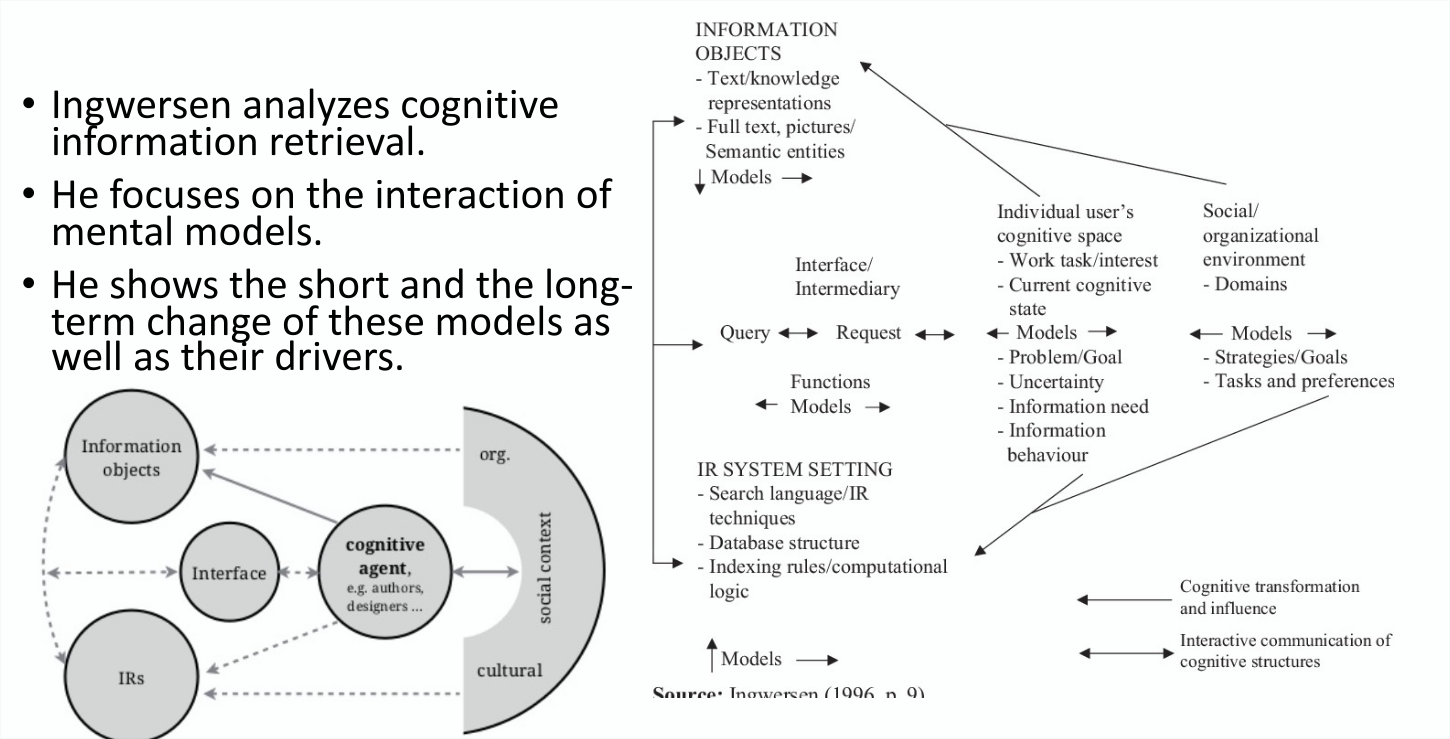 • Ingwersen analyzes cognitive
information retrieval.
• He focuses on the interaction of
mental models.
• He shows the short and the long-
term change of these models as
well as their drivers.
Information
objects
Interface
IRs
cognitive
agent,
e.g. authors,
designers ...
org.
social context
cultural
INFORMATION
OBJECTS
- Text/knowledge
representations
- Full text, pictures/
Semantic entities
Models
Interface/
Intermediary
Query
Request
Functions
Models
Individual user's
cognitive space
- Work task/interest
- Current cognitive
state
Models
- Problem/Goal
- Uncertainty
- Information need
- Information
behaviour
Social/
organizational
environment
- Domains
Models
- Strategies/Goals
- Tasks and preferences
IR SYSTEM SETTING
- Search language/IR
techniques
- Database structure
- Indexing rules/computational
logic
Models
Cognitive transformation
and influence
Interactive communication of
cognitive structures
Source: Ingwersen (1996, p. 9)